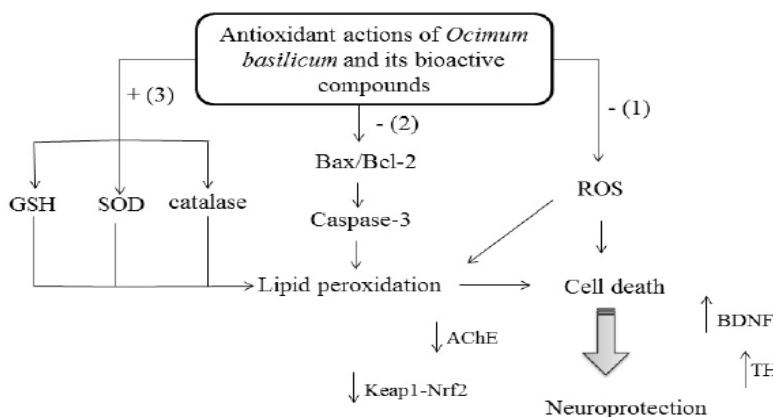 Antioxidant actions of Ocimum
basilicum and its bioactive
compounds
+ (3)
- (2)
- (1)
Bax/Bcl-2
GSH
SOD
catalase
ROS
Caspase-3
Lipid peroxidation
Cell death
BDNF
AChE
TH
Keap1-Nrf2
Neuroprotection